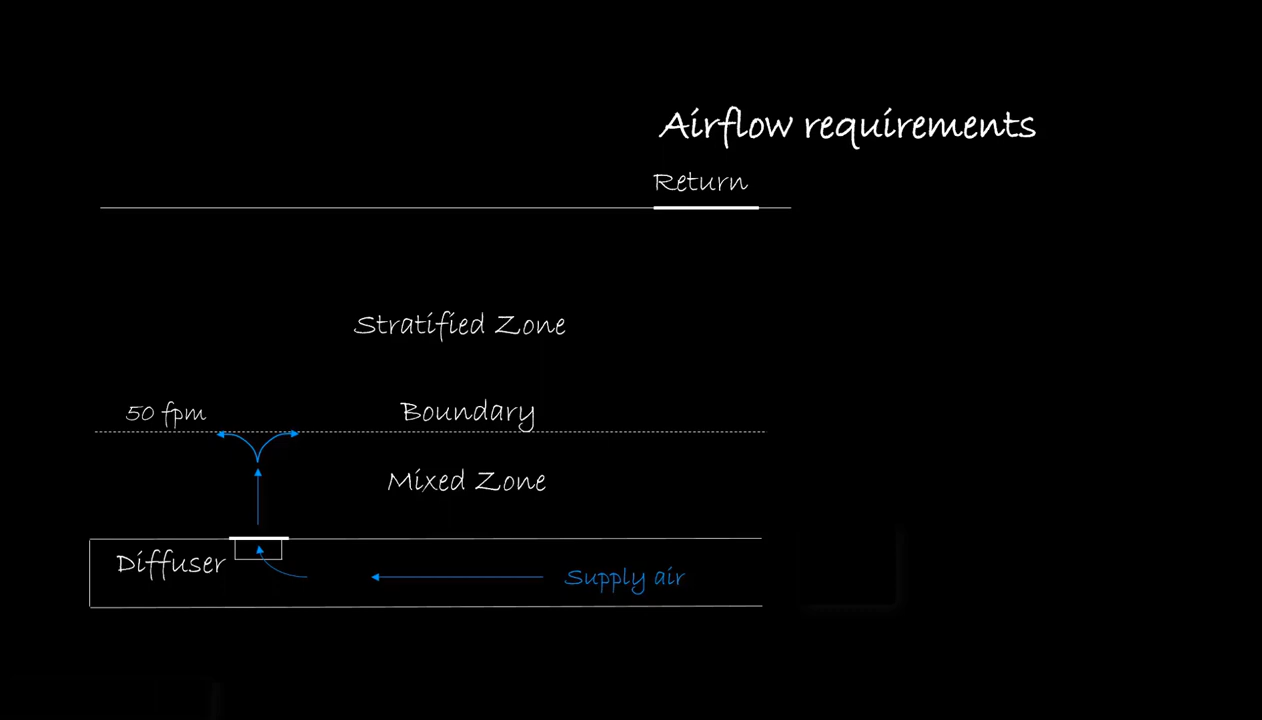 Airflow requirements
Return
Stratified Zone
50 fpm
Boundary
Mixed Zone
Diffuser
Supply air